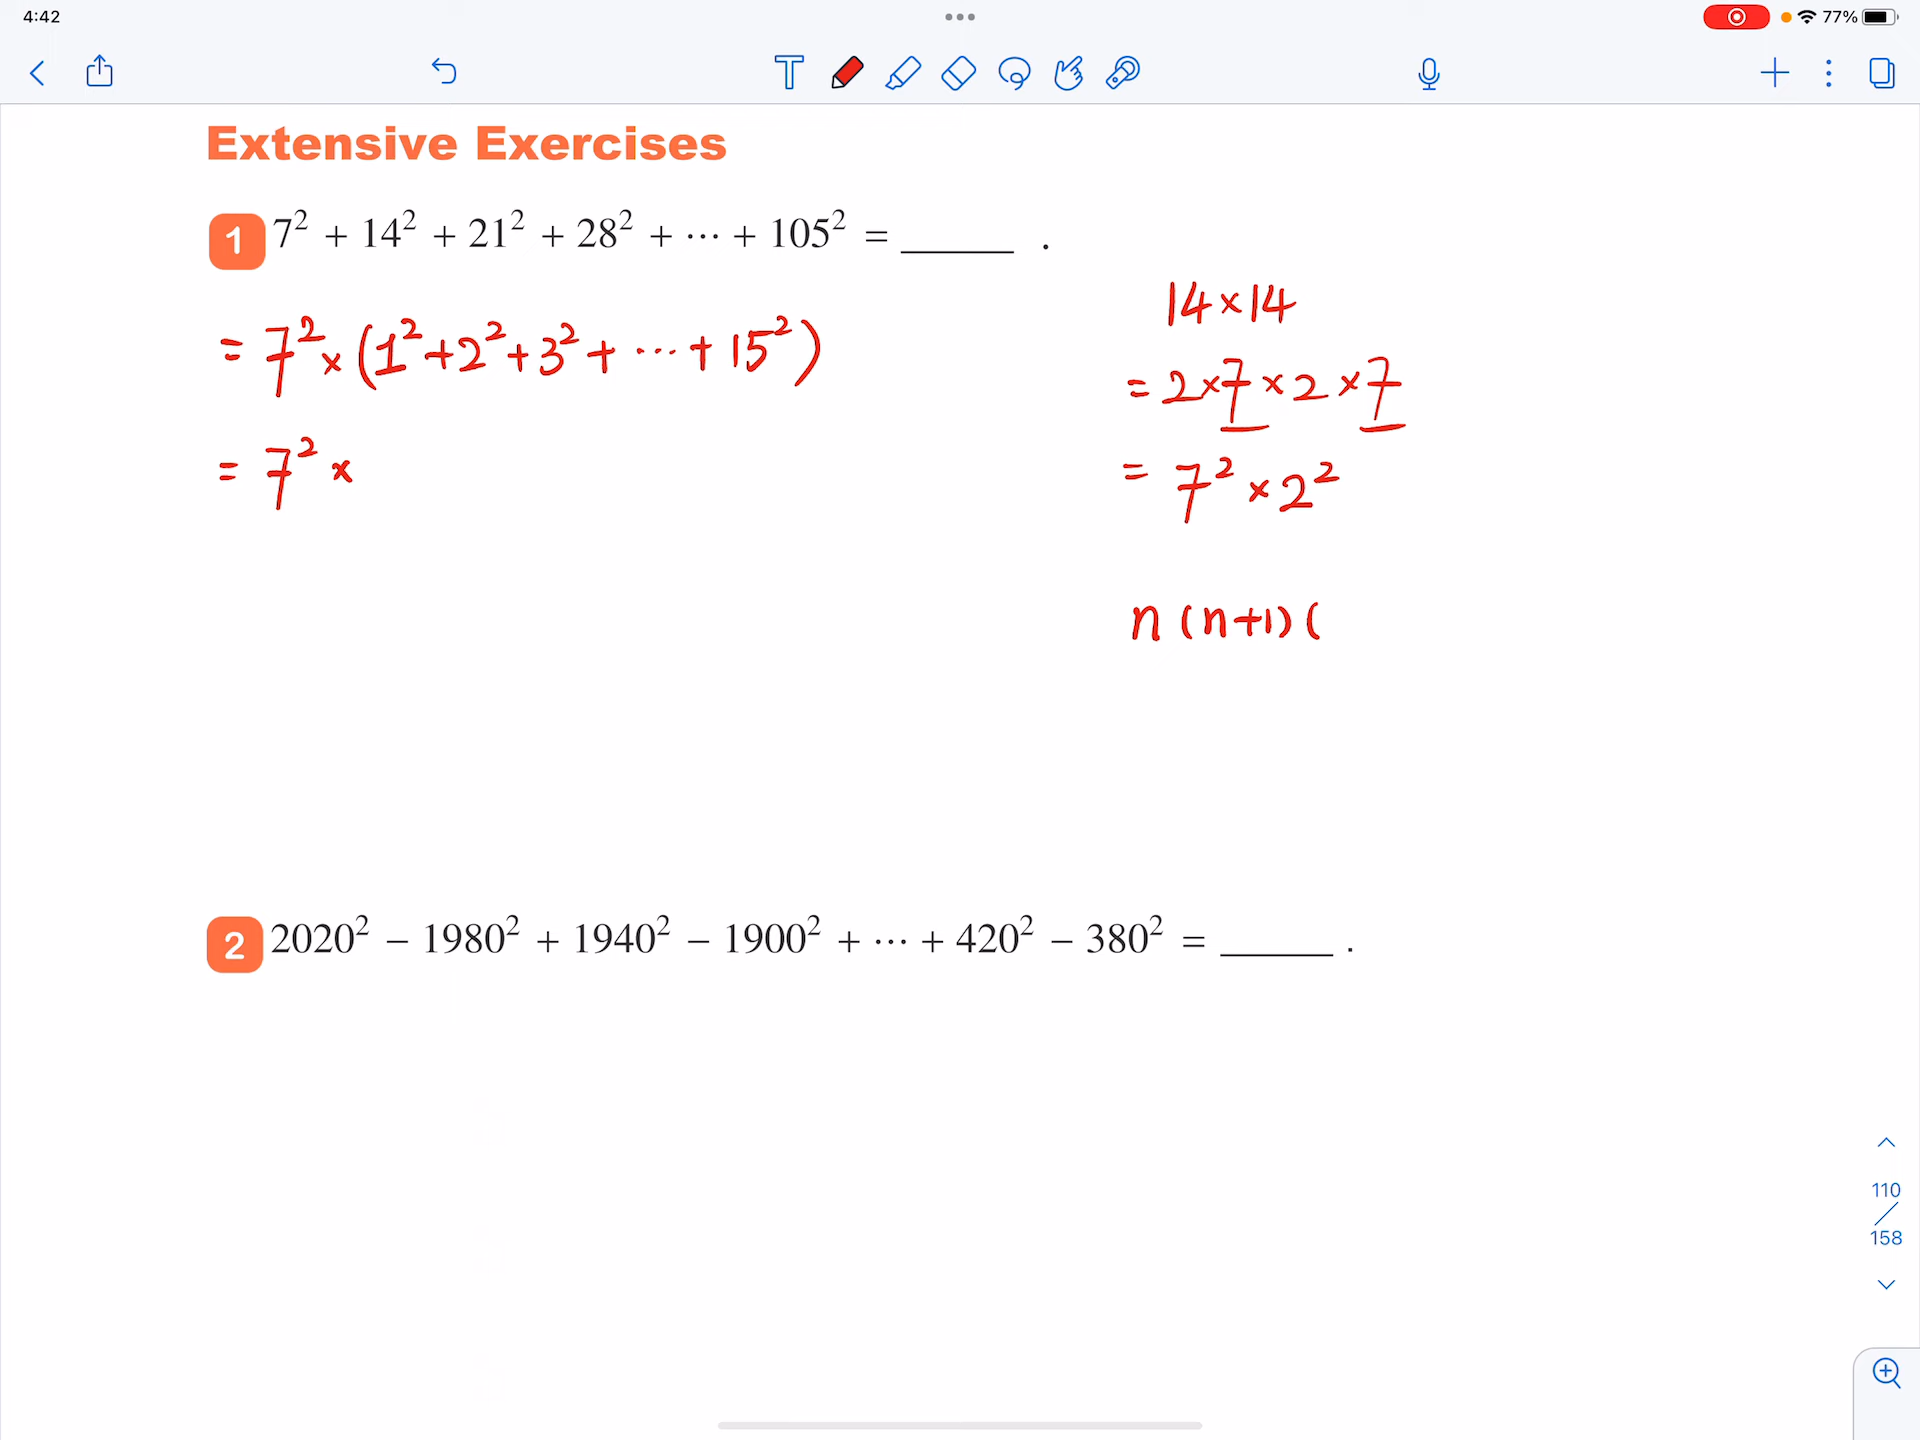 4:42
77%
Extensive Exercises
1 7² + 14² + 21² + 28² + ··· + 105² = ______ .
= 7² × (1² + 2² + 3² + ··· + 15²)
= 7² ×
14 × 14
= 2 × 7 × 2 × 7
= 7² × 2²
n (n+1) (
2 2020² − 1980² + 1940² − 1900² + ··· + 420² − 380² = ______ .
110
/
158